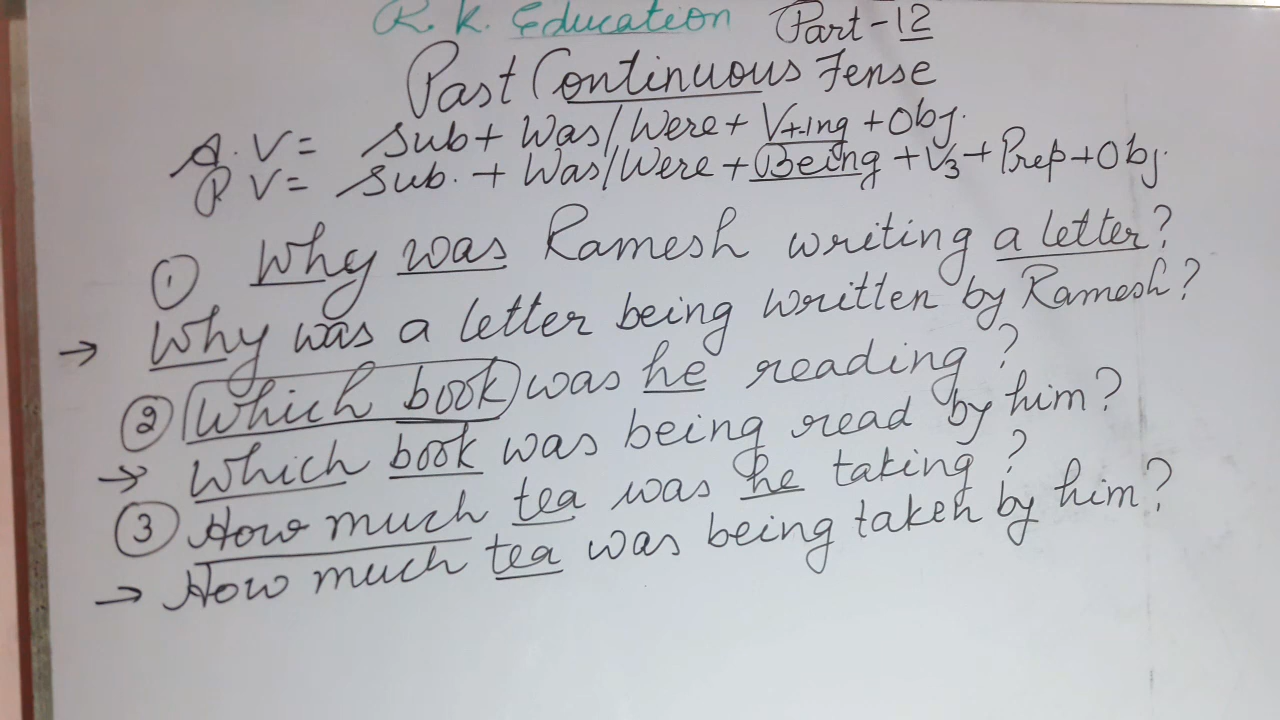 R. K. Education Part-12
Past Continuous Tense
A. V = Sub + Was/Were + V+ing + Obj.
P V = Sub. + Was/Were + Being + V3 + Prep + Obj.
① Why was Ramesh writing a letter?
→ Why was a letter being written by Ramesh?
② Which book was he reading?
→ Which book was being read by him?
③ How much tea was he taking?
→ How much tea was being taken by him?